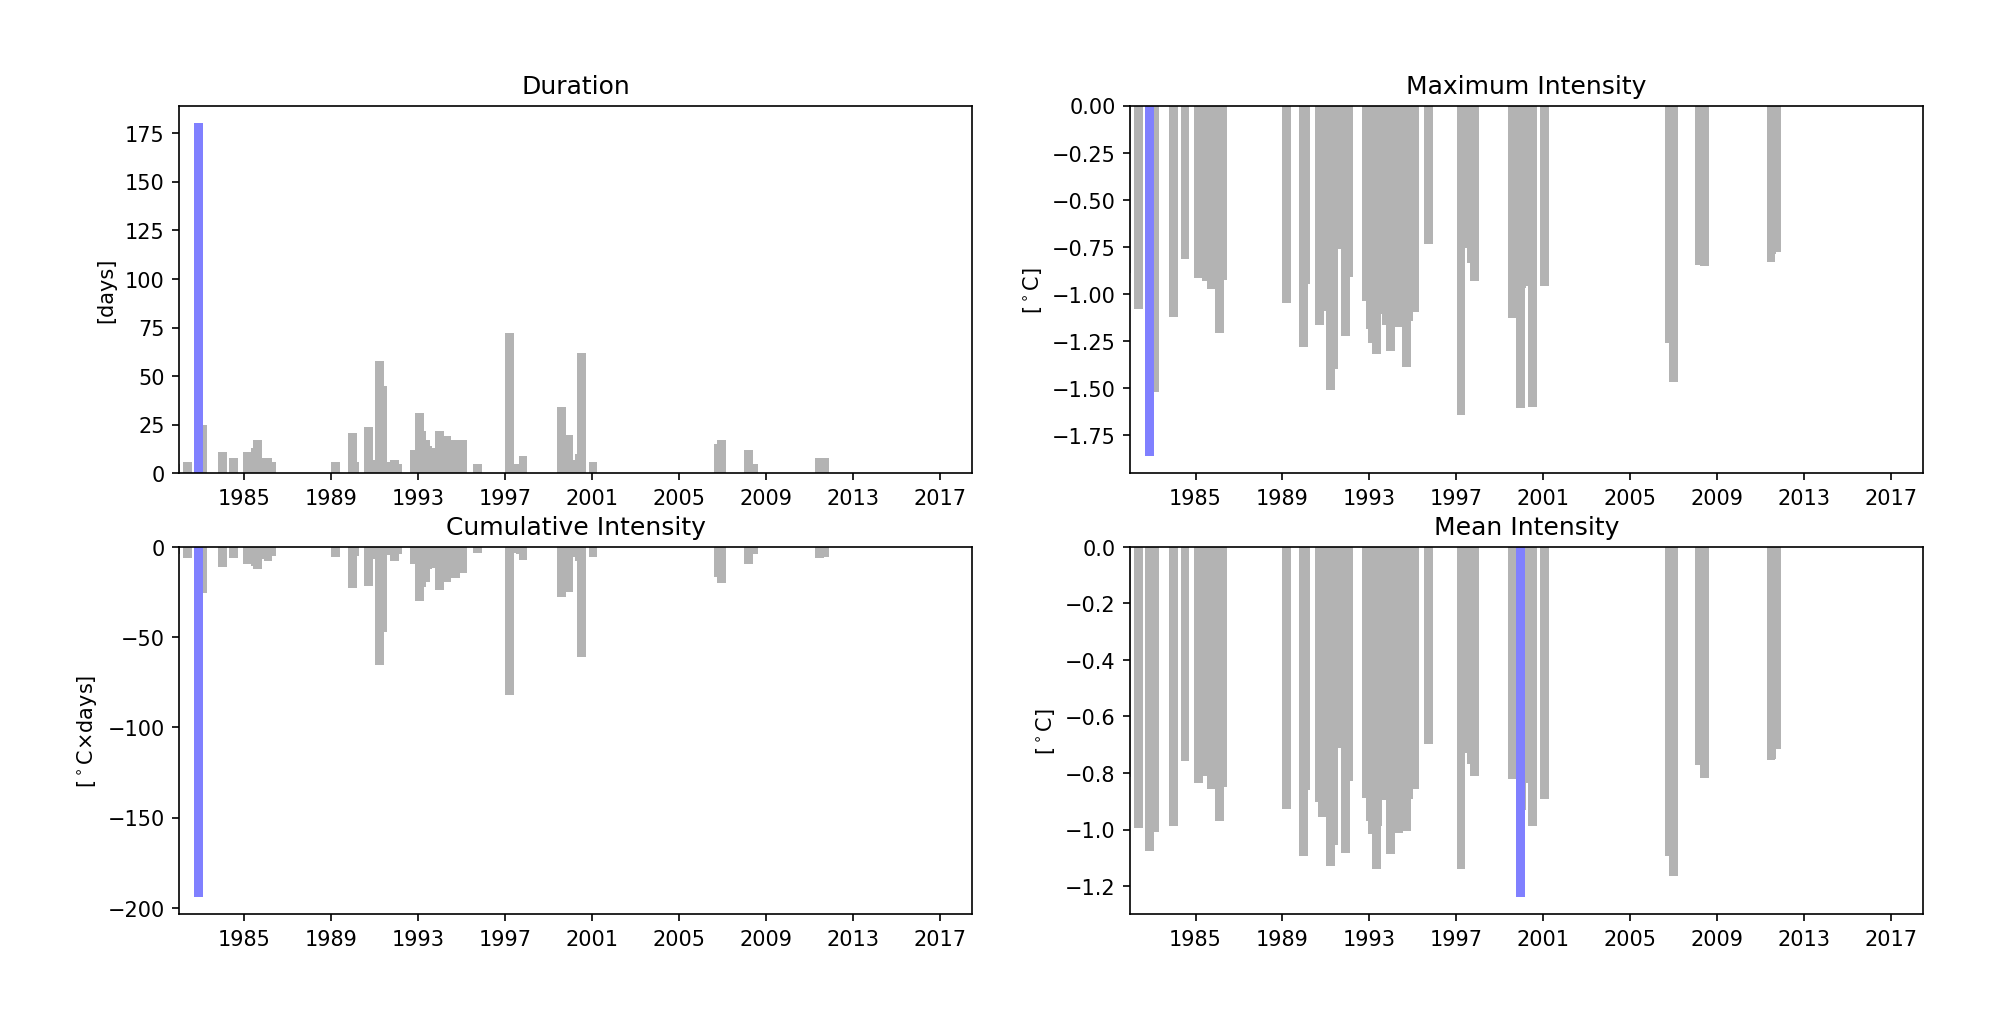 Duration
175
150
125
100
75
50
25
0
[days]
1985 1989 1993 1997 2001 2005 2009 2013 2017
Maximum Intensity
0.00
−0.25
−0.50
−0.75
−1.00
−1.25
−1.50
−1.75
[°C]
1985 1989 1993 1997 2001 2005 2009 2013 2017
Cumulative Intensity
0
−50
−100
−150
−200
[°C×days]
1985 1989 1993 1997 2001 2005 2009 2013 2017
Mean Intensity
0.0
−0.2
−0.4
−0.6
−0.8
−1.0
−1.2
[°C]
1985 1989 1993 1997 2001 2005 2009 2013 2017